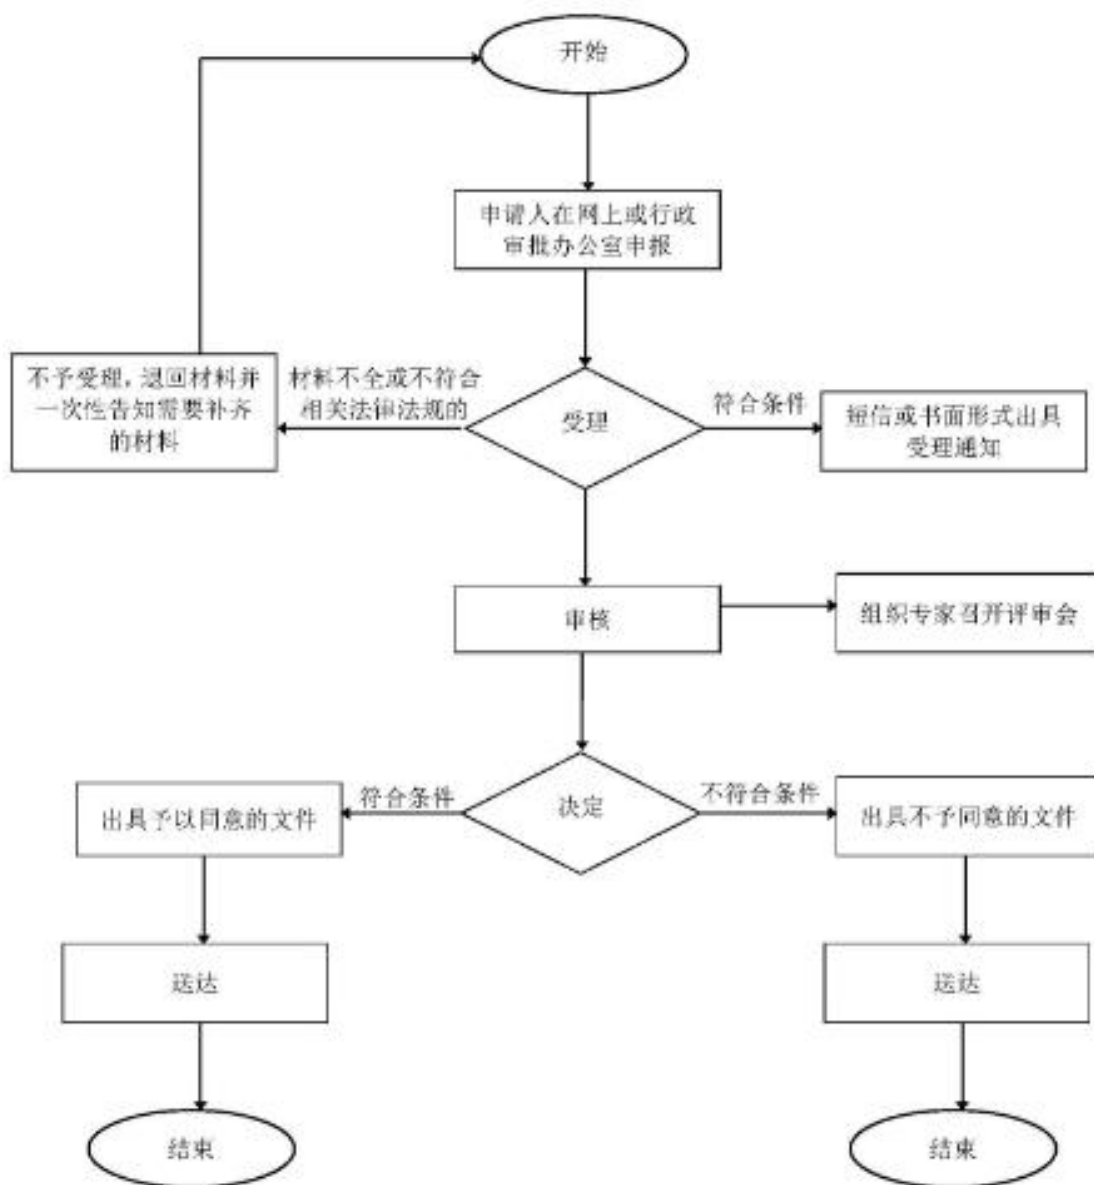 开始
申请人在网上或行政
审批办公室申报
不予受理，退回材料并
一次性告知需要补齐
的材料
材料不全或不符合
相关法律法规的
受理
符合条件
短信或书面形式出具
受理通知
审核
组织专家召开评审会
出具予以同意的文件
符合条件
决定
不符合条件
出具不予同意的文件
送达
送达
结束
结束